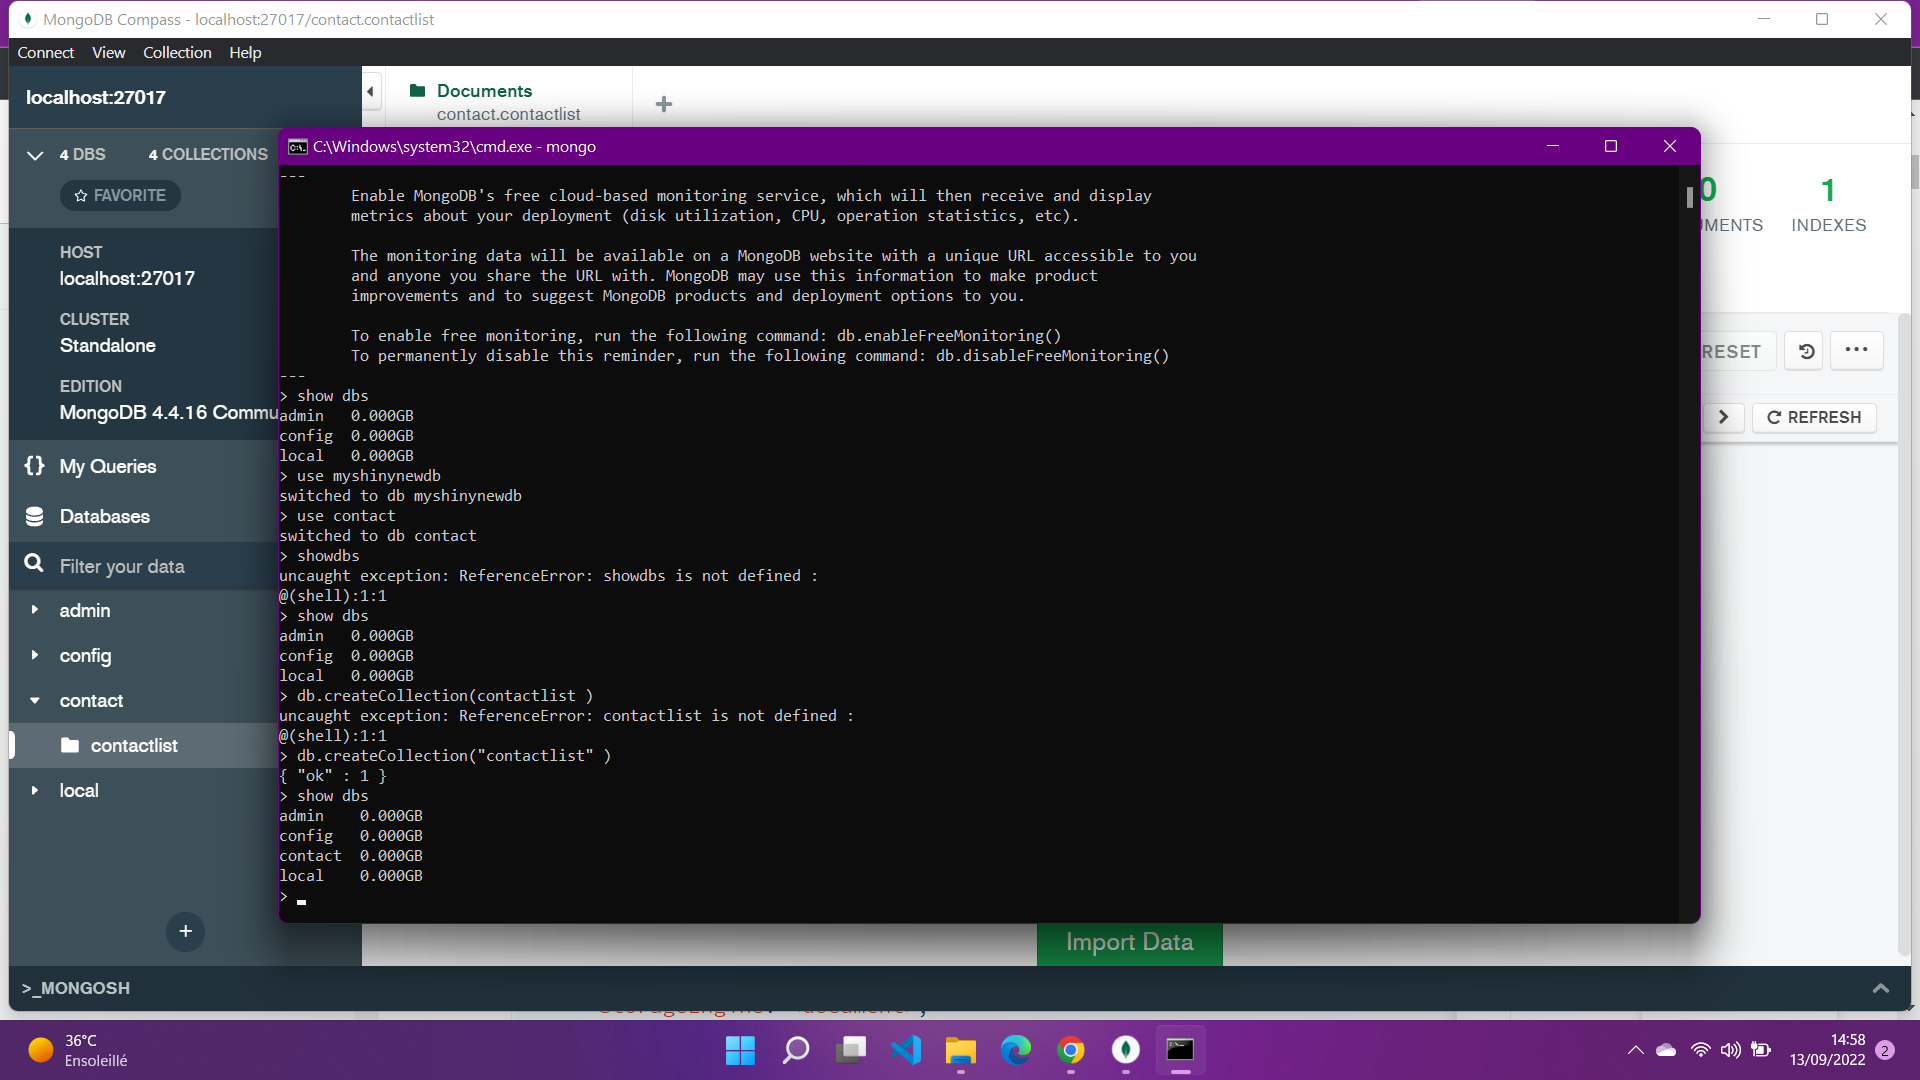 MongoDB Compass - localhost:27017/contact.contactlist
Connect View Collection Help
localhost:27017
Documents
contact.contactlist
4 DBS 4 COLLECTIONS
FAVORITE
HOST
localhost:27017
CLUSTER
Standalone
EDITION
MongoDB 4.4.16 Commu
My Queries
Databases
Filter your data
admin
config
contact
contactlist
local
>_MONGOSH
C:\Windows\system32\cmd.exe - mongo
---
Enable MongoDB's free cloud-based monitoring service, which will then receive and display
metrics about your deployment (disk utilization, CPU, operation statistics, etc).
The monitoring data will be available on a MongoDB website with a unique URL accessible to you
and anyone you share the URL with. MongoDB may use this information to make product
improvements and to suggest MongoDB products and deployment options to you.
To enable free monitoring, run the following command: db.enableFreeMonitoring()
To permanently disable this reminder, run the following command: db.disableFreeMonitoring()
---
> show dbs
admin 0.000GB
config 0.000GB
local 0.000GB
> use myshinynewdb
switched to db myshinynewdb
> use contact
switched to db contact
> showdbs
uncaught exception: ReferenceError: showdbs is not defined :
@(shell):1:1
> show dbs
admin 0.000GB
config 0.000GB
local 0.000GB
> db.createCollection(contactlist )
uncaught exception: ReferenceError: contactlist is not defined :
@(shell):1:1
> db.createCollection("contactlist" )
{ "ok" : 1 }
> show dbs
admin 0.000GB
config 0.000GB
contact 0.000GB
local 0.000GB
>
0 1
UMENTS INDEXES
RESET
REFRESH
Import Data
36°C
Ensoleillé
14:58
13/09/2022
2